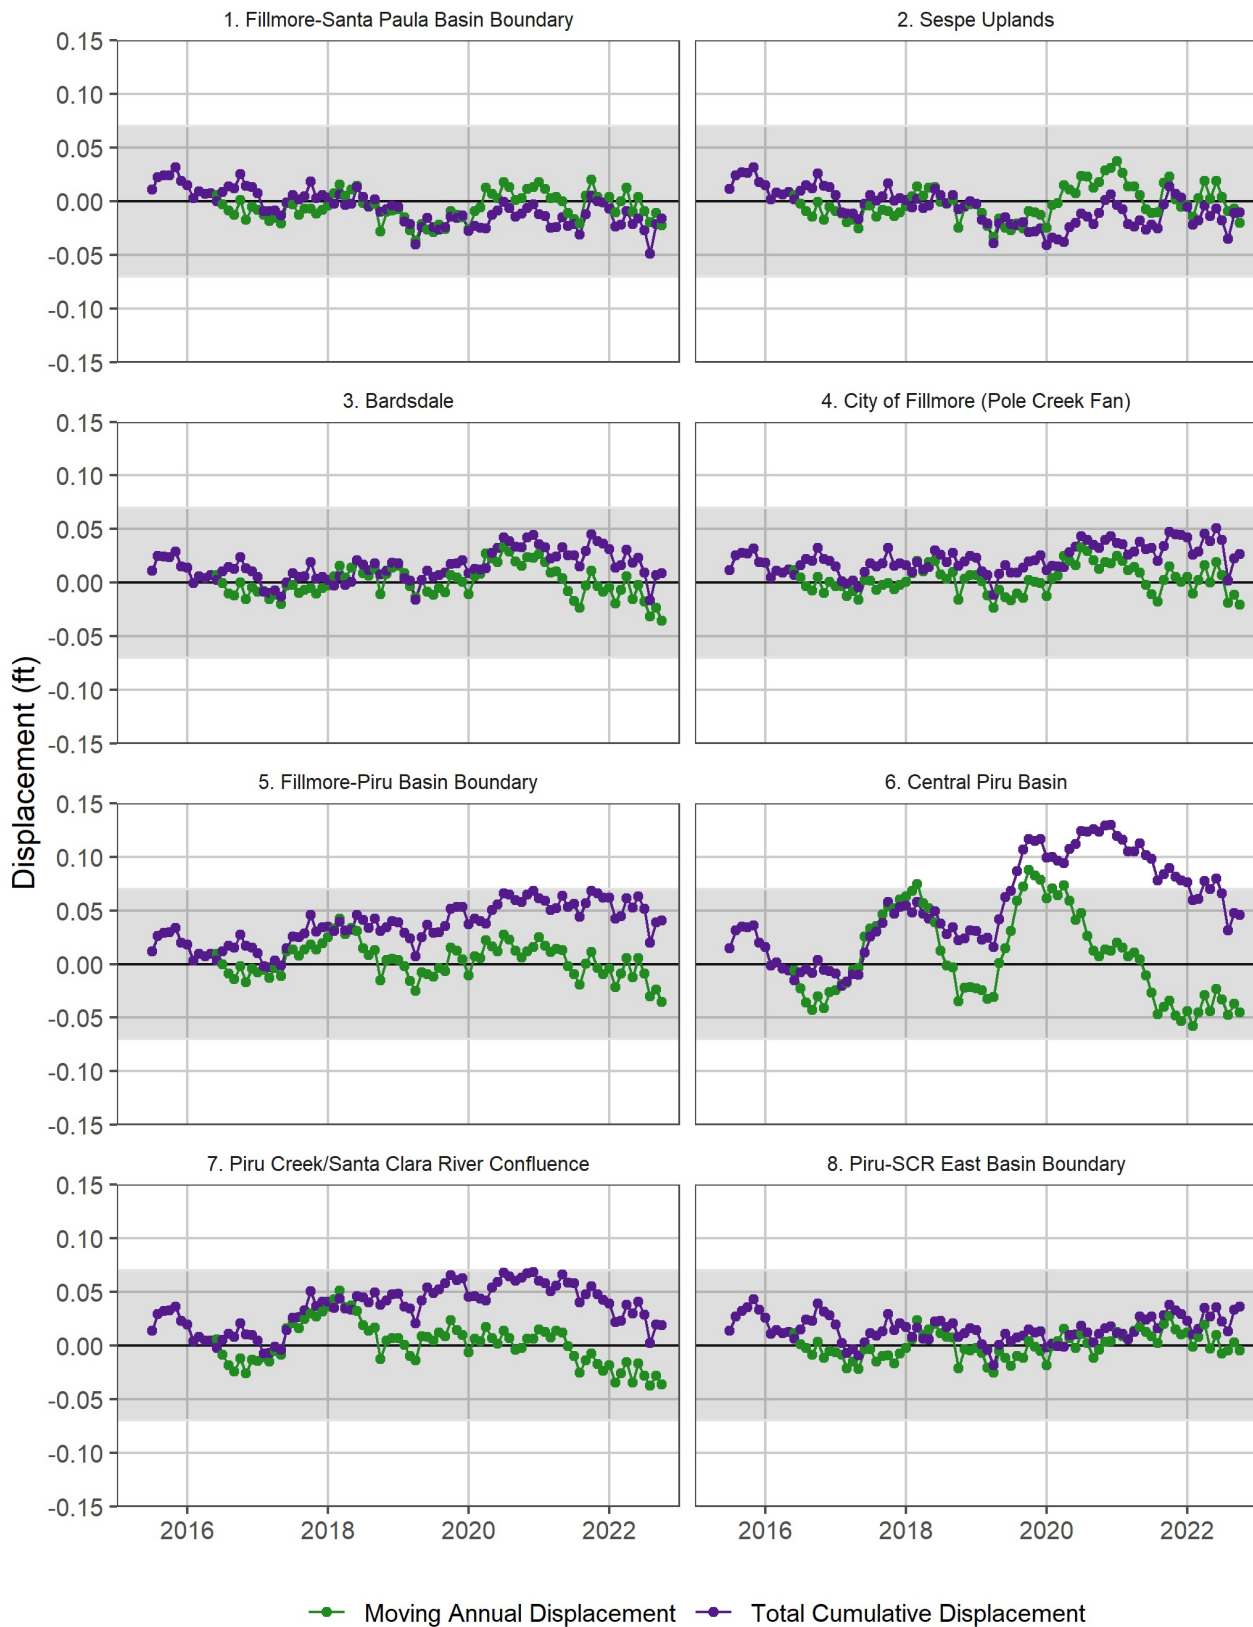 1. Fillmore-Santa Paula Basin Boundary
2. Sespe Uplands
0.15
0.10
0.05
0.00
-0.05
-0.10
-0.15
3. Bardsdale
4. City of Fillmore (Pole Creek Fan)
0.15
0.10
0.05
0.00
-0.05
-0.10
-0.15
Displacement (ft)
5. Fillmore-Piru Basin Boundary
6. Central Piru Basin
0.15
0.10
0.05
0.00
-0.05
-0.10
-0.15
7. Piru Creek/Santa Clara River Confluence
8. Piru-SCR East Basin Boundary
0.15
0.10
0.05
0.00
-0.05
-0.10
-0.15
2016 2018 2020 2022
2016 2018 2020 2022
Moving Annual Displacement
Total Cumulative Displacement